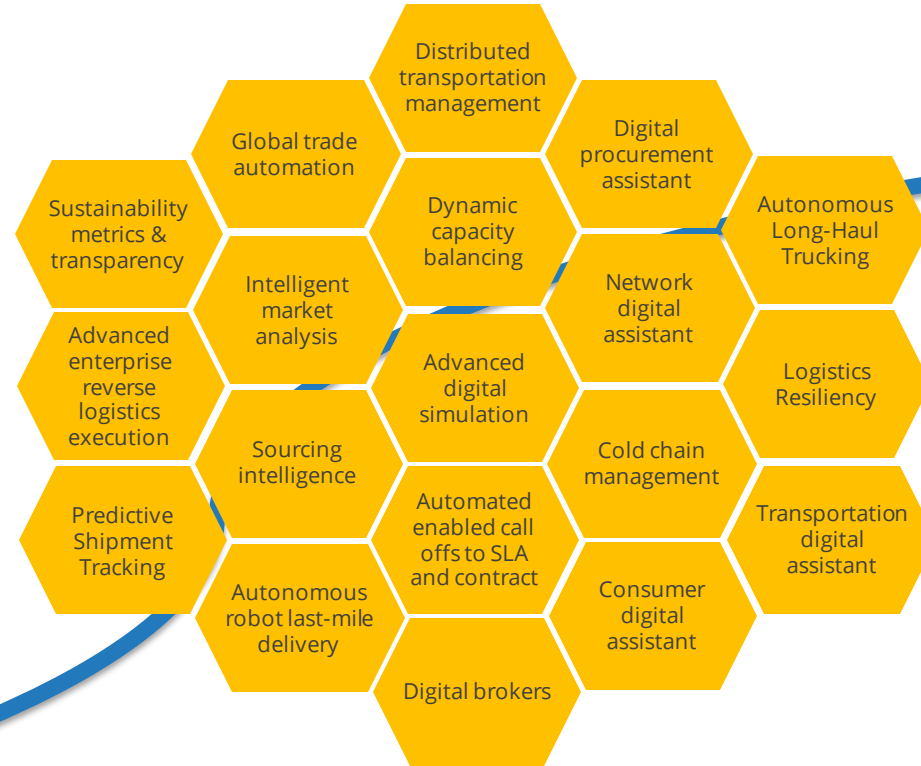 Distributed
transportation
management
Global trade
automation
Digital
procurement
assistant
Sustainability
metrics &
transparency
Dynamic
capacity
balancing
Autonomous
Long-Haul
Trucking
Intelligent
market
analysis
Network
digital
assistant
Advanced
enterprise
reverse
logistics
execution
Advanced
digital
simulation
Logistics
Resiliency
Sourcing
intelligence
Cold chain
management
Predictive
Shipment
Tracking
Automated
enabled call
offs to SLA
and contract
Transportation
digital
assistant
Autonomous
robot last-mile
delivery
Consumer
digital
assistant
Digital brokers